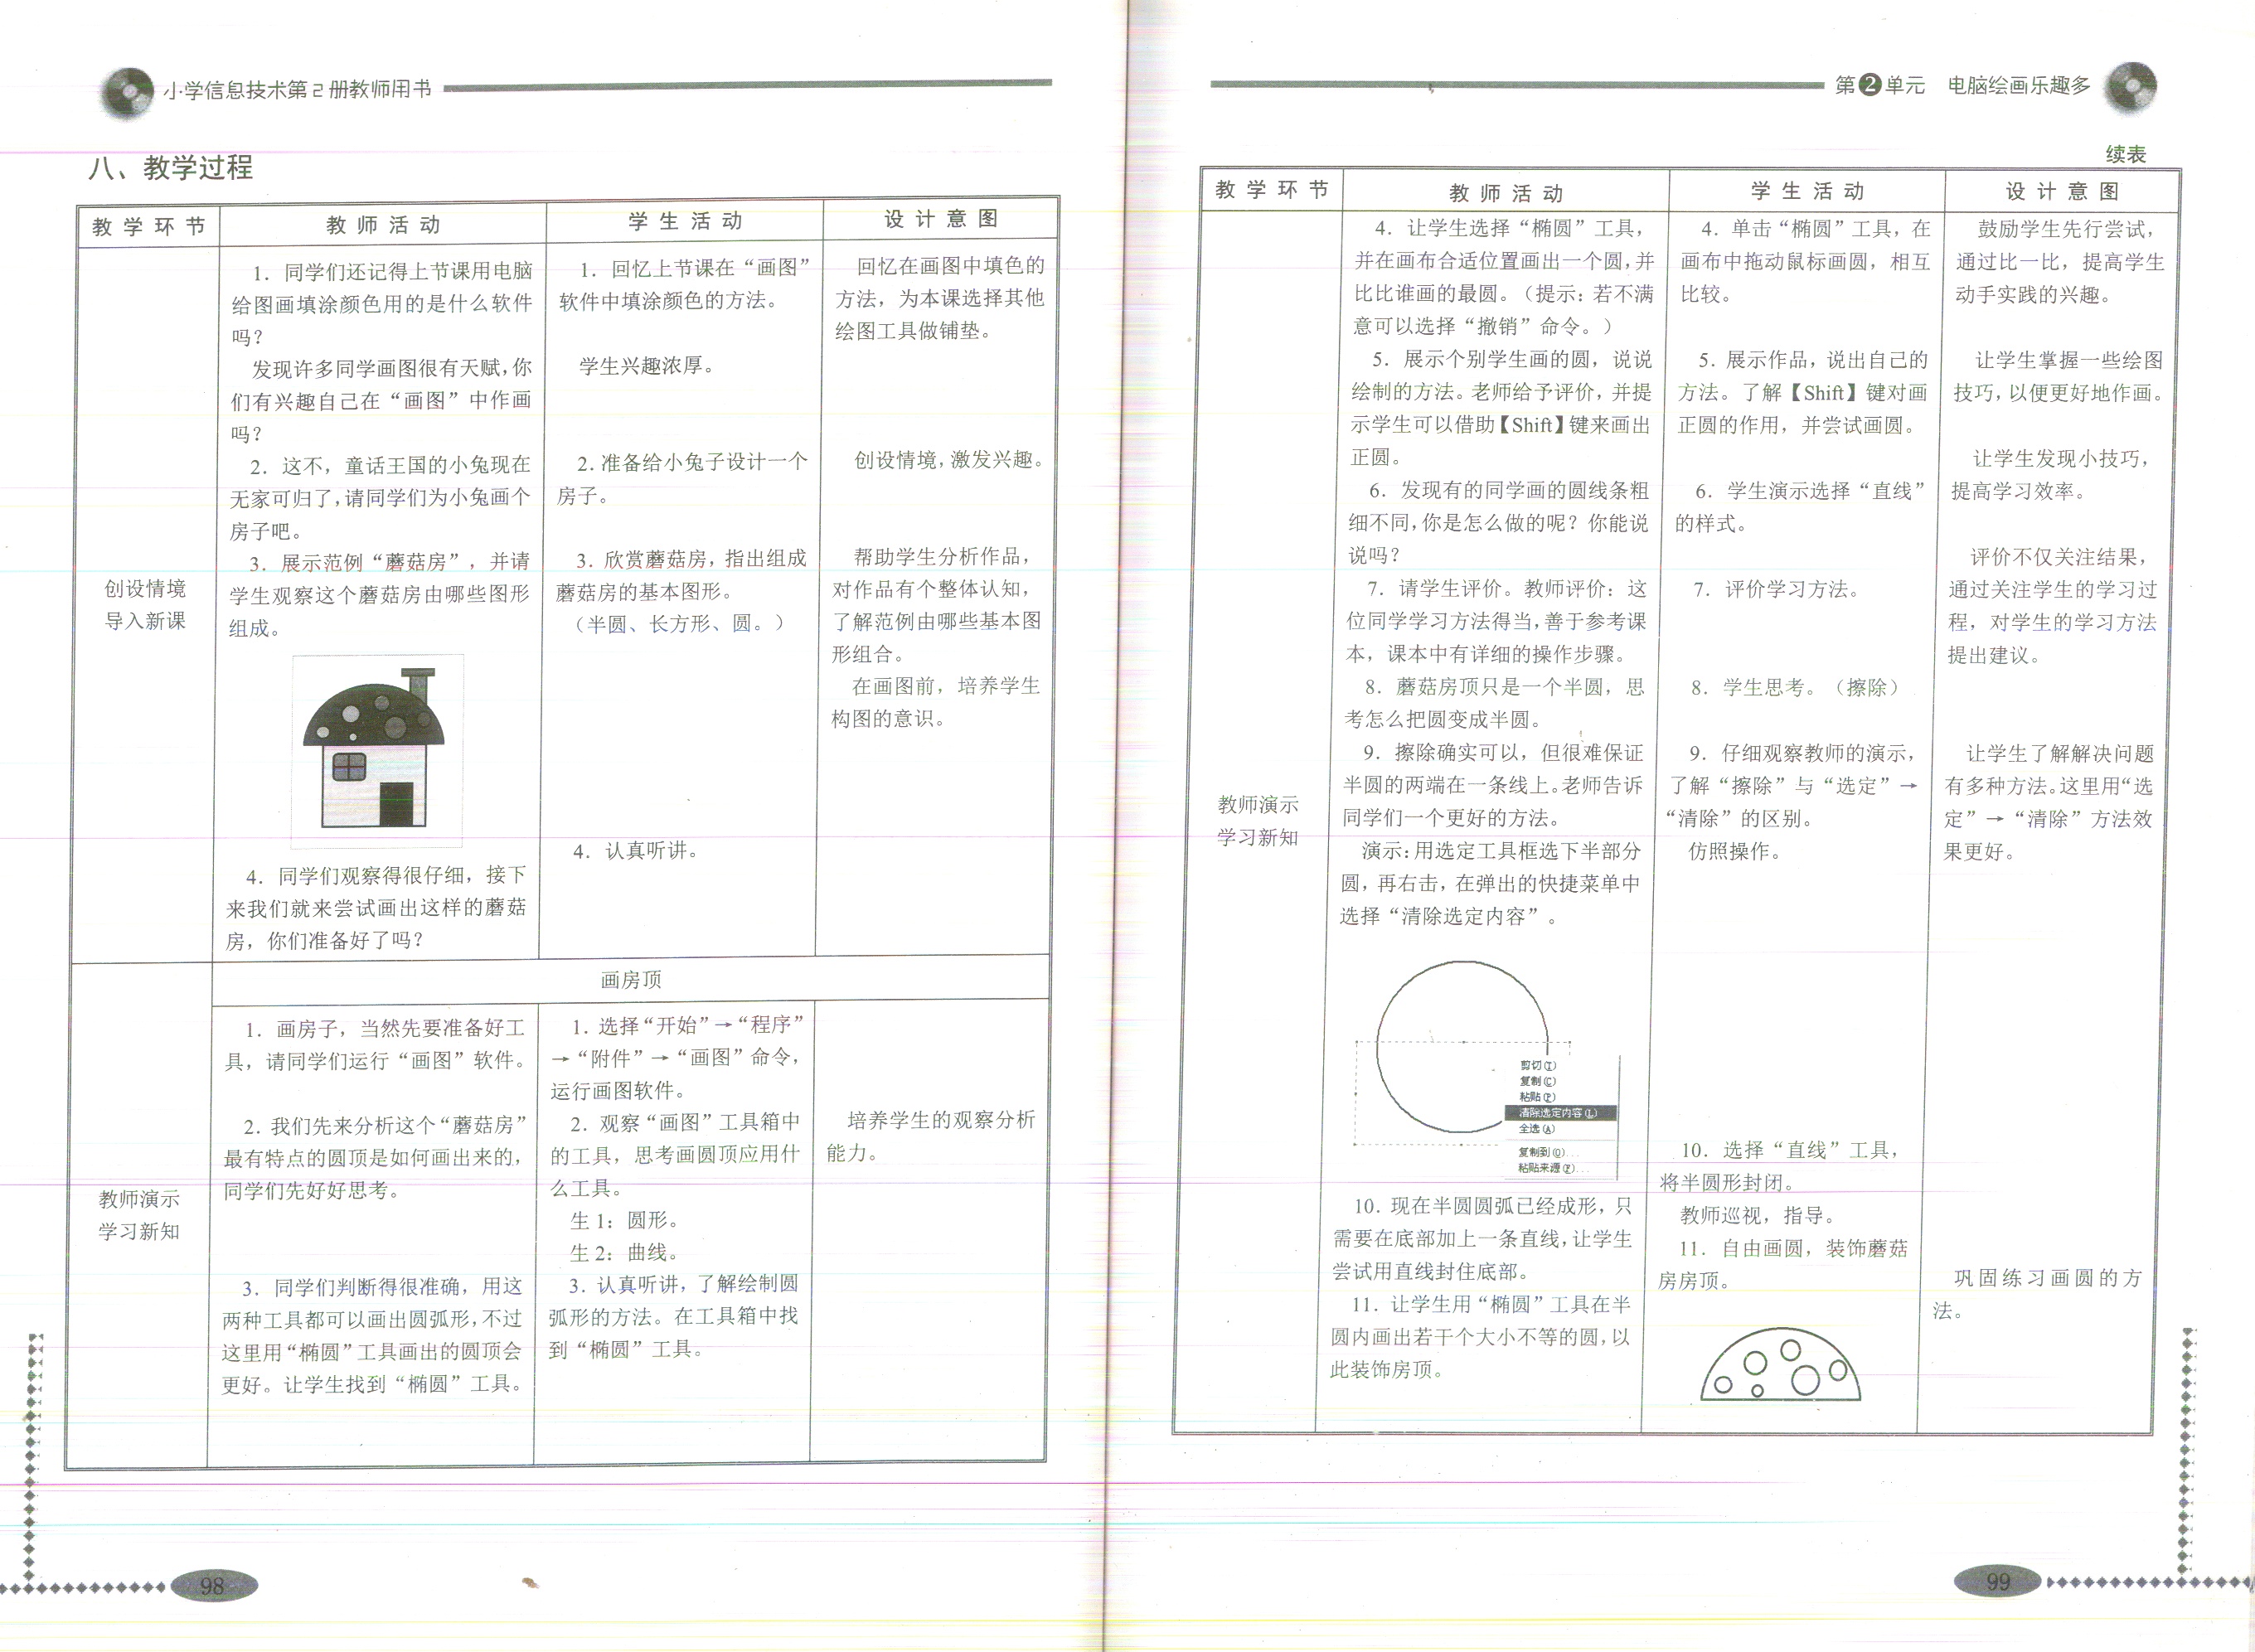 小学信息技术第2册教师用书
八、教学过程
教学环节
教师活动
学生活动
设计意图
创设情境
导入新课
1. 同学们还记得上节课用电脑
给图画填涂颜色用的是什么软件
吗?
发现许多同学画图很有天赋,你
们有兴趣自己在“画图”中作画
吗?
2. 这不,童话王国的小兔现在
无家可归了,请同学们为小兔画个
房子吧。
3. 展示范例“蘑菇房”,并请
学生观察这个蘑菇房由哪些图形
组成。
4. 同学们观察得很仔细,接下
来我们就来尝试画出这样的蘑菇
房,你们准备好了吗?
1. 回忆上节课在“画图”
软件中填涂颜色的方法。
学生兴趣浓厚。
2. 准备给小兔子设计一个
房子。
3. 欣赏蘑菇房,指出组成
蘑菇房的基本图形。
(半圆、长方形、圆。)
4. 认真听讲。
回忆在画图中填色的
方法,为本课选择其他
绘图工具做铺垫。
创设情境,激发兴趣。
帮助学生分析作品,
对作品有个整体认知,
了解范例由哪些基本图
形组合。
在画图前,培养学生
构图的意识。
教师演示
学习新知
画房顶
1. 画房子,当然先要准备好工
具,请同学们运行“画图”软件。
2. 我们先来分析这个“蘑菇房”
最有特点的圆顶是如何画出来的,
同学们先好好思考。
3. 同学们判断得很准确,用这
两种工具都可以画出圆弧形,不过
这里用“椭圆”工具画出的圆顶会
更好。让学生找到“椭圆”工具。
1. 选择“开始”→“程序”
→“附件”→“画图”命令,
运行画图软件。
2. 观察“画图”工具箱中
的工具,思考画圆顶应用什
么工具。
生1:圆形。
生2:曲线。
3. 认真听讲,了解绘制圆
弧形的方法。在工具箱中找
到“椭圆”工具。
培养学生的观察分析
能力。
98
第2单元 电脑绘画乐趣多
续表
教学环节
教师活动
学生活动
设计意图
教师演示
学习新知
4. 让学生选择“椭圆”工具,
并在画布合适位置画出一个圆,并
比比谁画的最圆。(提示:若不满
意可以选择“撤销”命令。)
5. 展示个别学生画的圆,说说
绘制的方法。老师给予评价,并提
示学生可以借助【Shift】键来画出
正圆。
6. 发现有的同学画的圆线条粗
细不同,你是怎么做的呢?你能说
说吗?
7. 请学生评价。教师评价:这
位同学学习方法得当,善于参考课
本,课本中有详细的操作步骤。
8. 蘑菇房顶只是一个半圆,思
考怎么把圆变成半圆。
9. 擦除确实可以,但很难保证
半圆的两端在一条线上。老师告诉
同学们一个更好的方法。
演示:用选定工具框选下半部分
圆,再右击,在弹出的快捷菜单中
选择“清除选定内容”。
剪切(T)
复制(C)
粘贴(P)
清除选定内容(L)
全选(A)
复制到(O)...
粘贴来源(F)...
10. 现在半圆圆弧已经成形,只
需要在底部加上一条直线,让学生
尝试用直线封住底部。
11. 让学生用“椭圆”工具在半
圆内画出若干个大小不等的圆,以
此装饰房顶。
4. 单击“椭圆”工具,在
画布中拖动鼠标画圆,相互
比较。
5. 展示作品,说出自己的
方法。了解【Shift】键对画
正圆的作用,并尝试画圆。
6. 学生演示选择“直线”
的样式。
7. 评价学习方法。
8. 学生思考。(擦除)
9. 仔细观察教师的演示,
了解“擦除”与“选定”→
“清除”的区别。
仿照操作。
10. 选择“直线”工具,
将半圆形封闭。
教师巡视,指导。
11. 自由画圆,装饰蘑菇
房房顶。
鼓励学生先行尝试,
通过比一比,提高学生
动手实践的兴趣。
让学生掌握一些绘图
技巧,以便更好地作画。
让学生发现小技巧,
提高学习效率。
评价不仅关注结果,
通过关注学生的学习过
程,对学生的学习方法
提出建议。
让学生了解解决问题
有多种方法。这里用“选
定”→“清除”方法效
果更好。
巩固练习画圆的方
法。
99